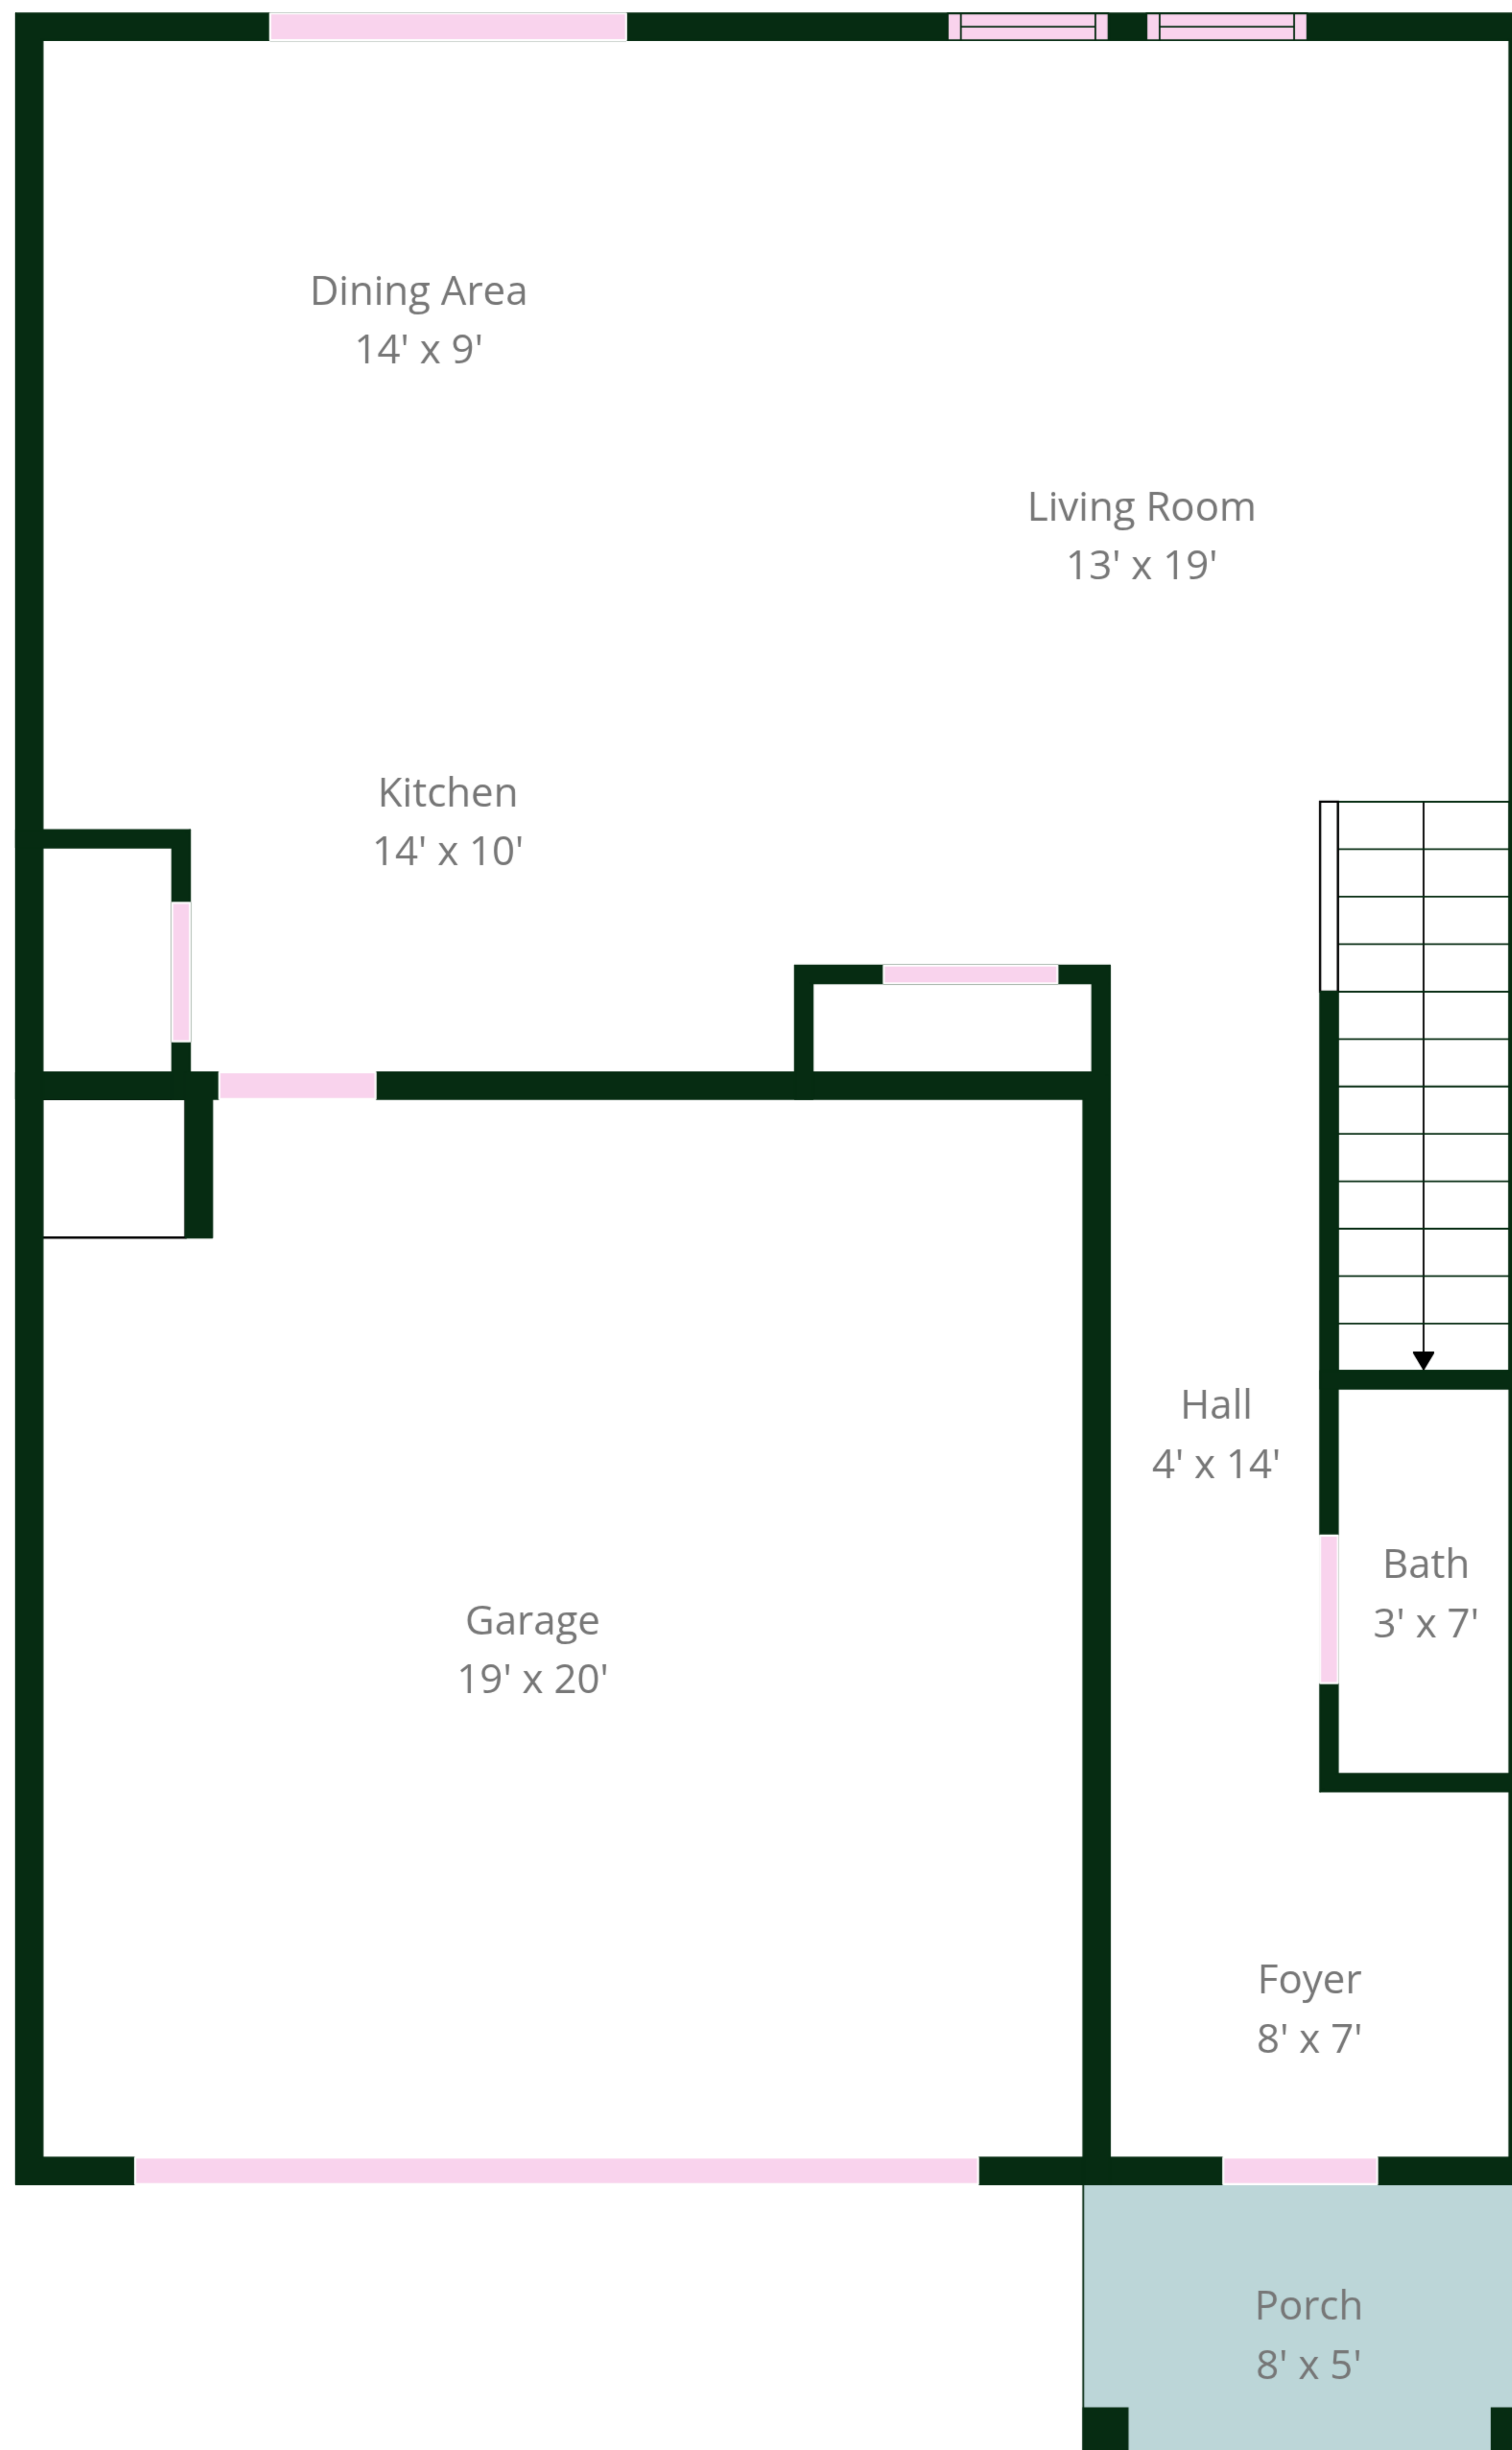 Dining Area
14' x 9'
Living Room
13' x 19'
Kitchen
14' x 10'
Hall
4' x 14'
Bath
3' x 7'
Garage
19' x 20'
Foyer
8' x 7'
Porch
8' x 5'